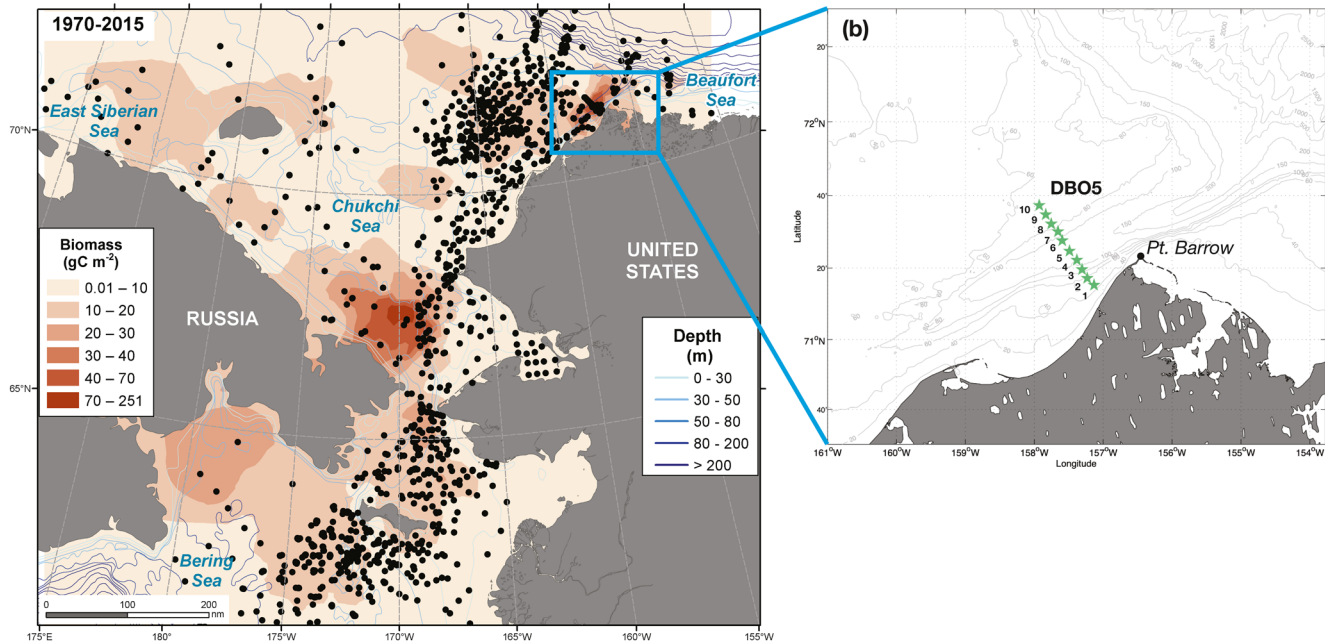 1970-2015
East Siberian
Sea
Beaufort
Sea
70°N
Chukchi
Sea
Biomass
(gC m-2)
0.01 – 10
10 – 20
20 – 30
30 – 40
40 – 70
70 – 251
RUSSIA
UNITED
STATES
Depth
(m)
0 - 30
30 - 50
50 - 80
80 - 200
> 200
65°N
Bering
Sea
0 100 200
nm
175°E 180° 175°W 170°W 165°W 160°W 155°W
(b)
20'
72°N
40'
20'
71°N
40'
Latitude
DBO5
10
9
8
7
6
5
4
3
2
1
Pt. Barrow
161°W 160°W 159°W 158°W 157°W 156°W 155°W 154°W
Longitude